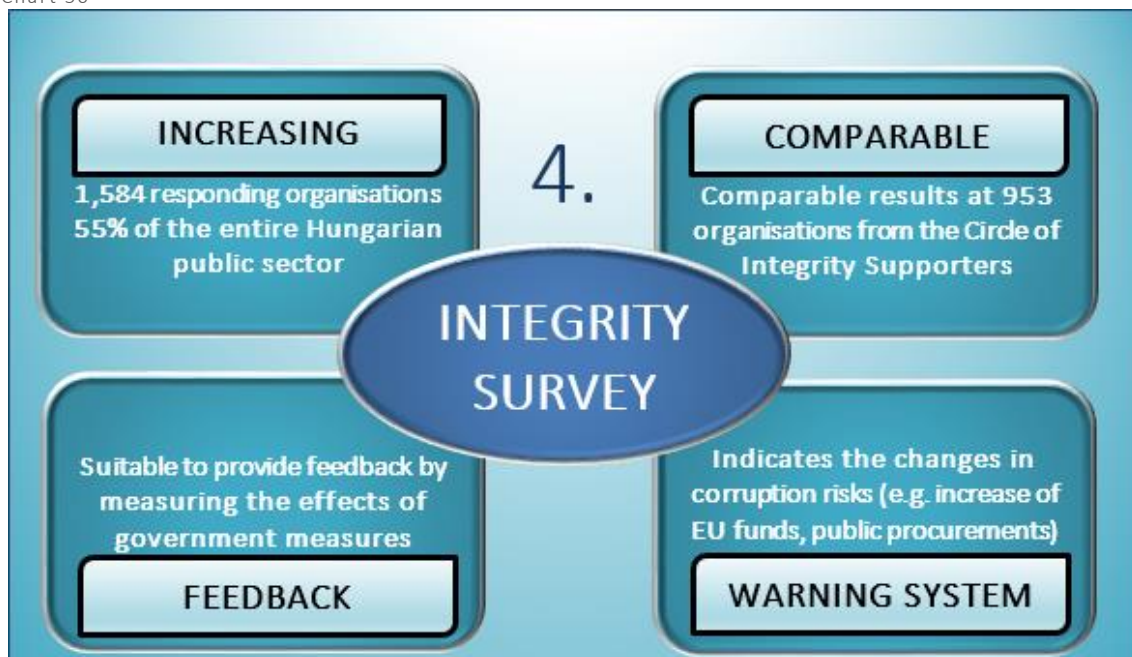 INCREASING
1,584 responding organisations
55% of the entire Hungarian
public sector
4.
COMPARABLE
Comparable results at 953
organisations from the Circle of
Integrity Supporters
INTEGRITY
SURVEY
Suitable to provide feedback by
measuring the effects of
government measures
FEEDBACK
Indicates the changes in
corruption risks (e.g. increase of
EU funds, public procurements)
WARNING SYSTEM